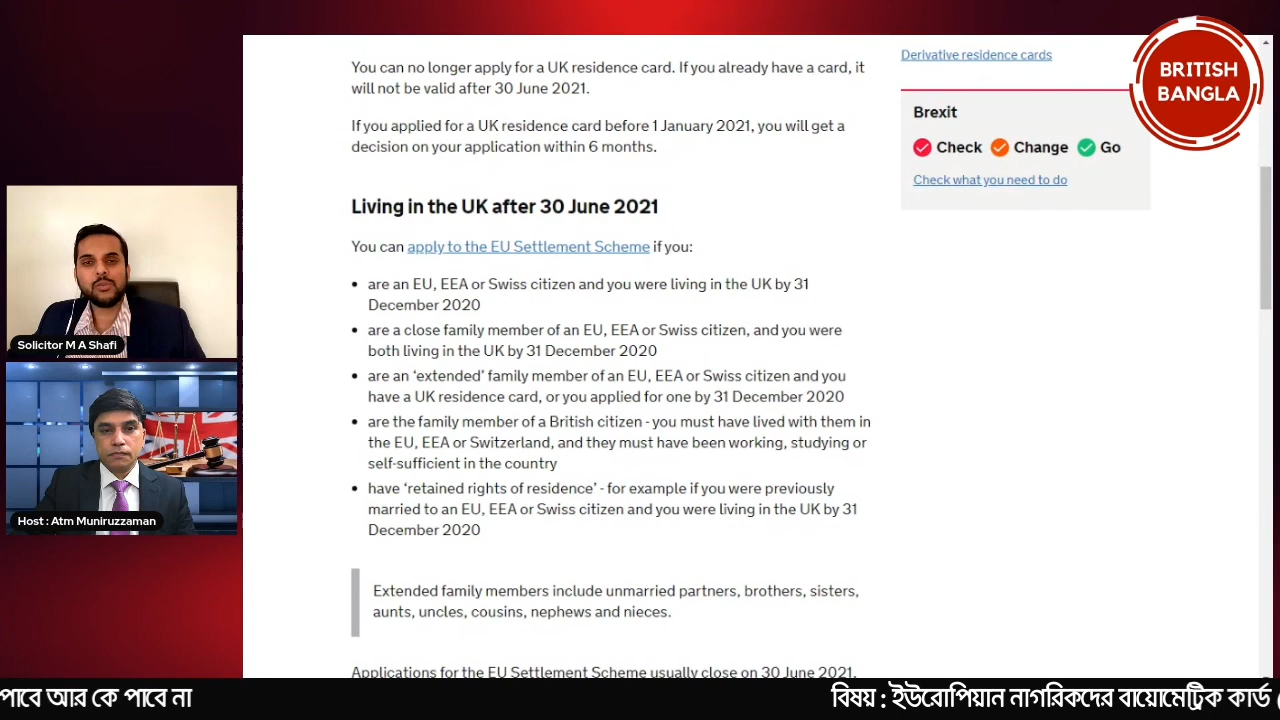 You can no longer apply for a UK residence card. If you already have a card, it
will not be valid after 30 June 2021.
If you applied for a UK residence card before 1 January 2021, you will get a
decision on your application within 6 months.
Living in the UK after 30 June 2021
You can apply to the EU Settlement Scheme if you:
• are an EU, EEA or Swiss citizen and you were living in the UK by 31
December 2020
• are a close family member of an EU, EEA or Swiss citizen, and you were
both living in the UK by 31 December 2020
• are an ‘extended’ family member of an EU, EEA or Swiss citizen and you
have a UK residence card, or you applied for one by 31 December 2020
• are the family member of a British citizen - you must have lived with them in
the EU, EEA or Switzerland, and they must have been working, studying or
self-sufficient in the country
• have ‘retained rights of residence’ - for example if you were previously
married to an EU, EEA or Swiss citizen and you were living in the UK by 31
December 2020
Extended family members include unmarried partners, brothers, sisters,
aunts, uncles, cousins, nephews and nieces.
Applications for the EU Settlement Scheme usually close on 30 June 2021.
Derivative residence cards
Brexit
Check Change Go
Check what you need to do
BRITISH
BANGLA
Solicitor M A Shafi
Host : Atm Muniruzzaman
পাবে আর কে পাবে না
বিষয় : ইউরোপিয়ান নাগরিকদের বায়োমেট্রিক কার্ড